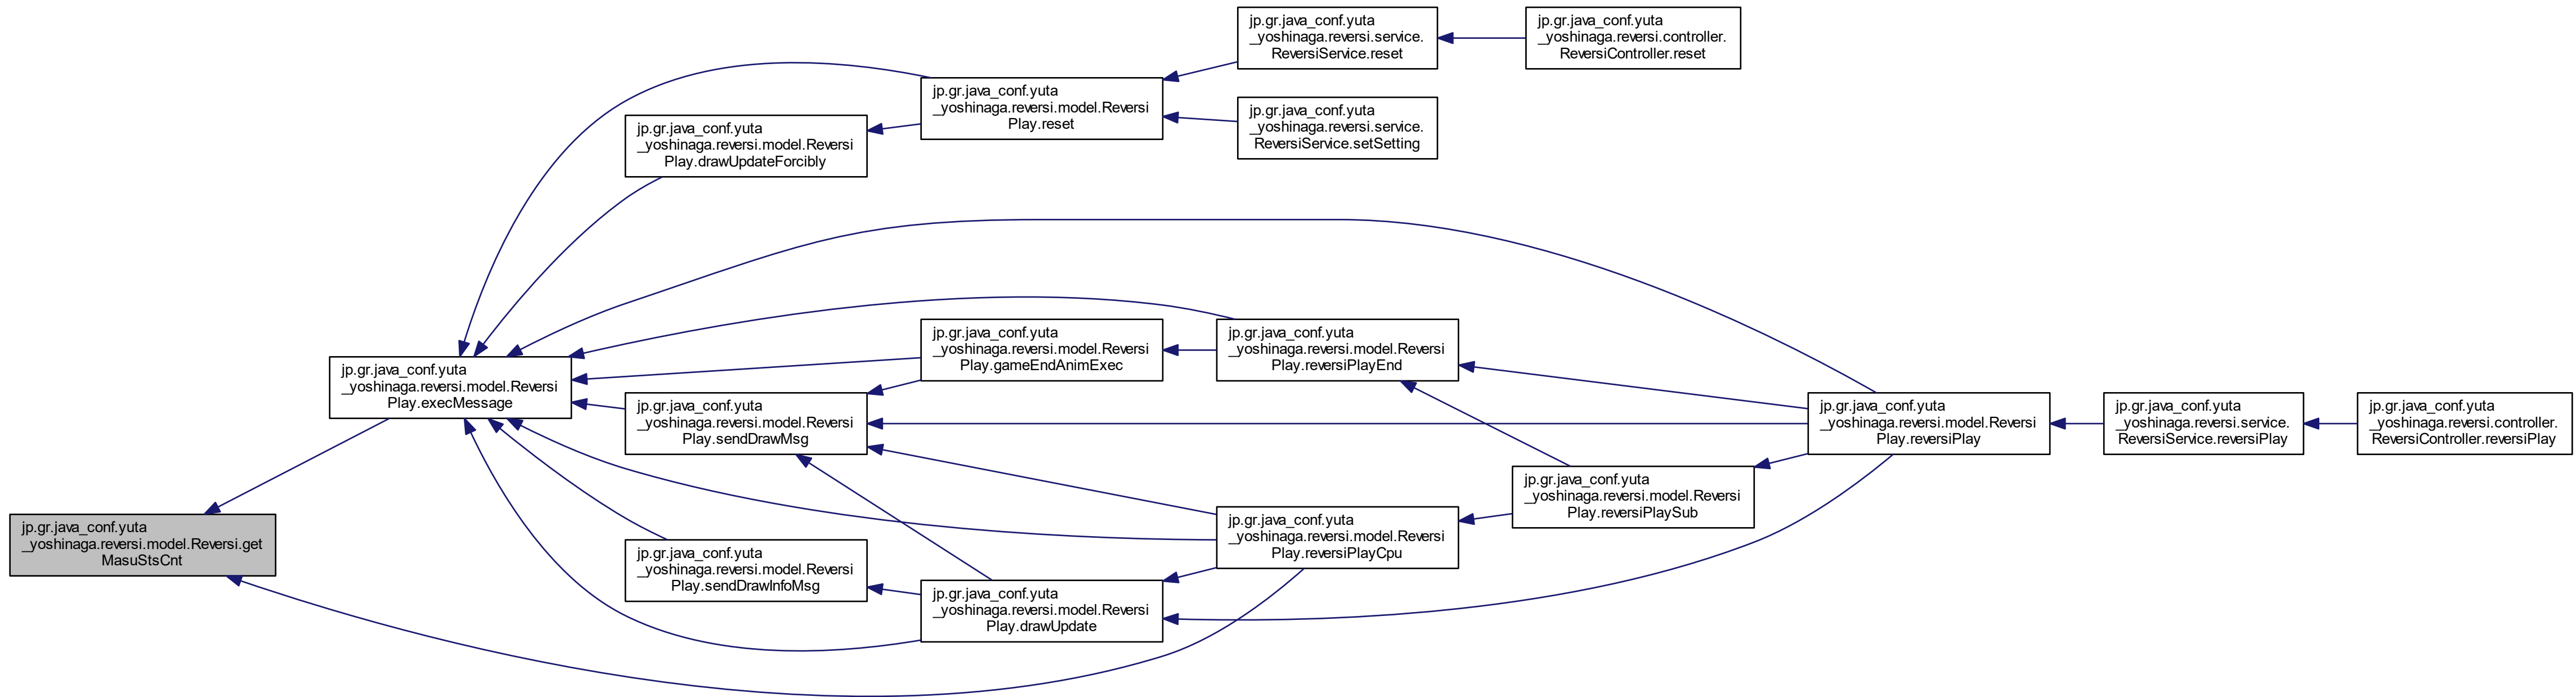 jp.gr.java_conf.yuta
_yoshinaga.reversi.service.
ReversiService.reset
jp.gr.java_conf.yuta
_yoshinaga.reversi.controller.
ReversiController.reset
jp.gr.java_conf.yuta
_yoshinaga.reversi.model.Reversi
Play.reset
jp.gr.java_conf.yuta
_yoshinaga.reversi.service.
ReversiService.setSetting
jp.gr.java_conf.yuta
_yoshinaga.reversi.model.Reversi
Play.drawUpdateForcibly
jp.gr.java_conf.yuta
_yoshinaga.reversi.model.Reversi
Play.gameEndAnimExec
jp.gr.java_conf.yuta
_yoshinaga.reversi.model.Reversi
Play.reversiPlayEnd
jp.gr.java_conf.yuta
_yoshinaga.reversi.model.Reversi
Play.execMessage
jp.gr.java_conf.yuta
_yoshinaga.reversi.model.Reversi
Play.sendDrawMsg
jp.gr.java_conf.yuta
_yoshinaga.reversi.model.Reversi
Play.reversiPlay
jp.gr.java_conf.yuta
_yoshinaga.reversi.service.
ReversiService.reversiPlay
jp.gr.java_conf.yuta
_yoshinaga.reversi.controller.
ReversiController.reversiPlay
jp.gr.java_conf.yuta
_yoshinaga.reversi.model.Reversi
Play.reversiPlaySub
jp.gr.java_conf.yuta
_yoshinaga.reversi.model.Reversi.get
MasuStsCnt
jp.gr.java_conf.yuta
_yoshinaga.reversi.model.Reversi
Play.reversiPlayCpu
jp.gr.java_conf.yuta
_yoshinaga.reversi.model.Reversi
Play.sendDrawInfoMsg
jp.gr.java_conf.yuta
_yoshinaga.reversi.model.Reversi
Play.drawUpdate